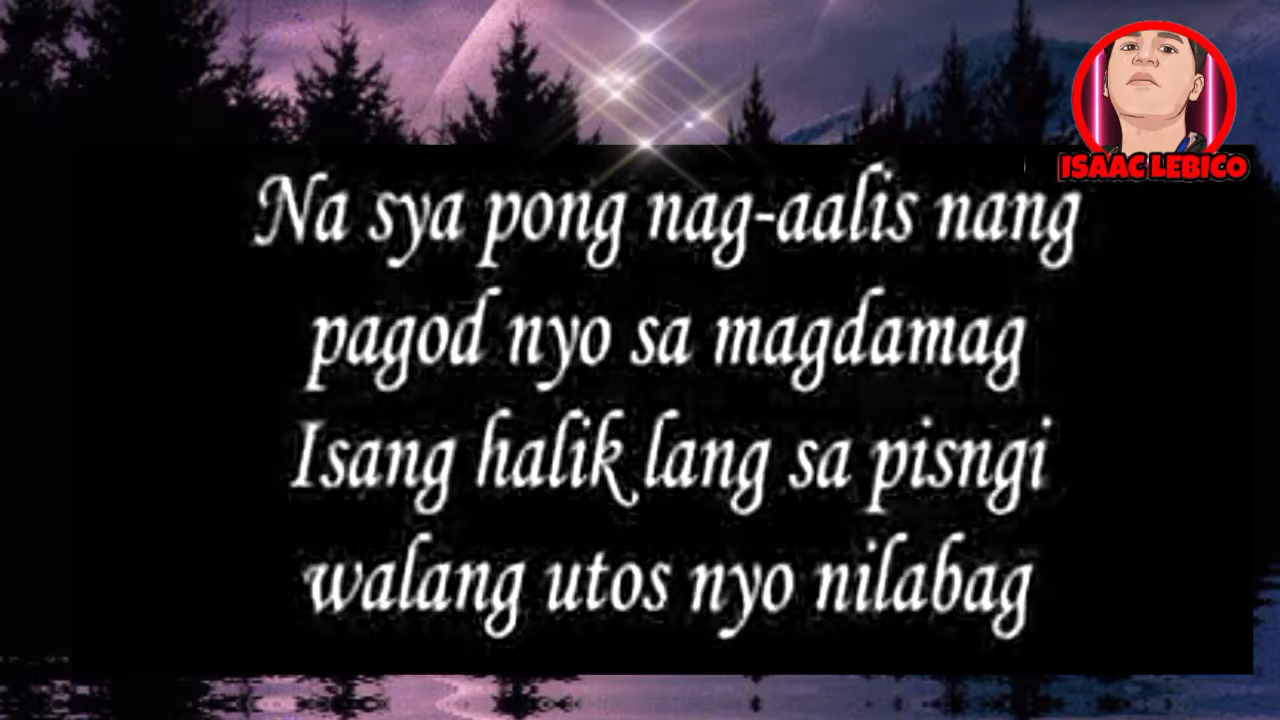 ISAAC LEBICO
Na sya pong nag-aalis nang
pagod nyo sa magdamag
Isang halik lang sa pisngi
walang utos nyo nilabag